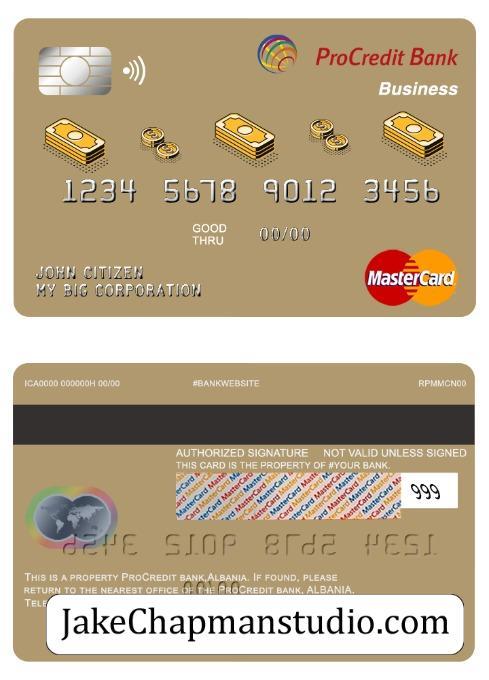 ProCredit Bank
Business
1234 5678 9012 3456
GOOD THRU 00/00
JOHN CITIZEN
MY BIG CORPORATION
MasterCard
ICA0000 000000H 00/00 #BANKWEBSITE RPMMCN00
AUTHORIZED SIGNATURE NOT VALID UNLESS SIGNED
THIS CARD IS THE PROPERTY OF #YOUR BANK.
MasterCard MasterCard MasterCard
999
THIS IS A PROPERTY PROCREDIT BANK,ALBANIA. IF FOUND, PLEASE
RETURN TO THE NEAREST OFFICE OF THE PROCREDIT BANK, ALBANIA.
JakeChapmanstudio.com